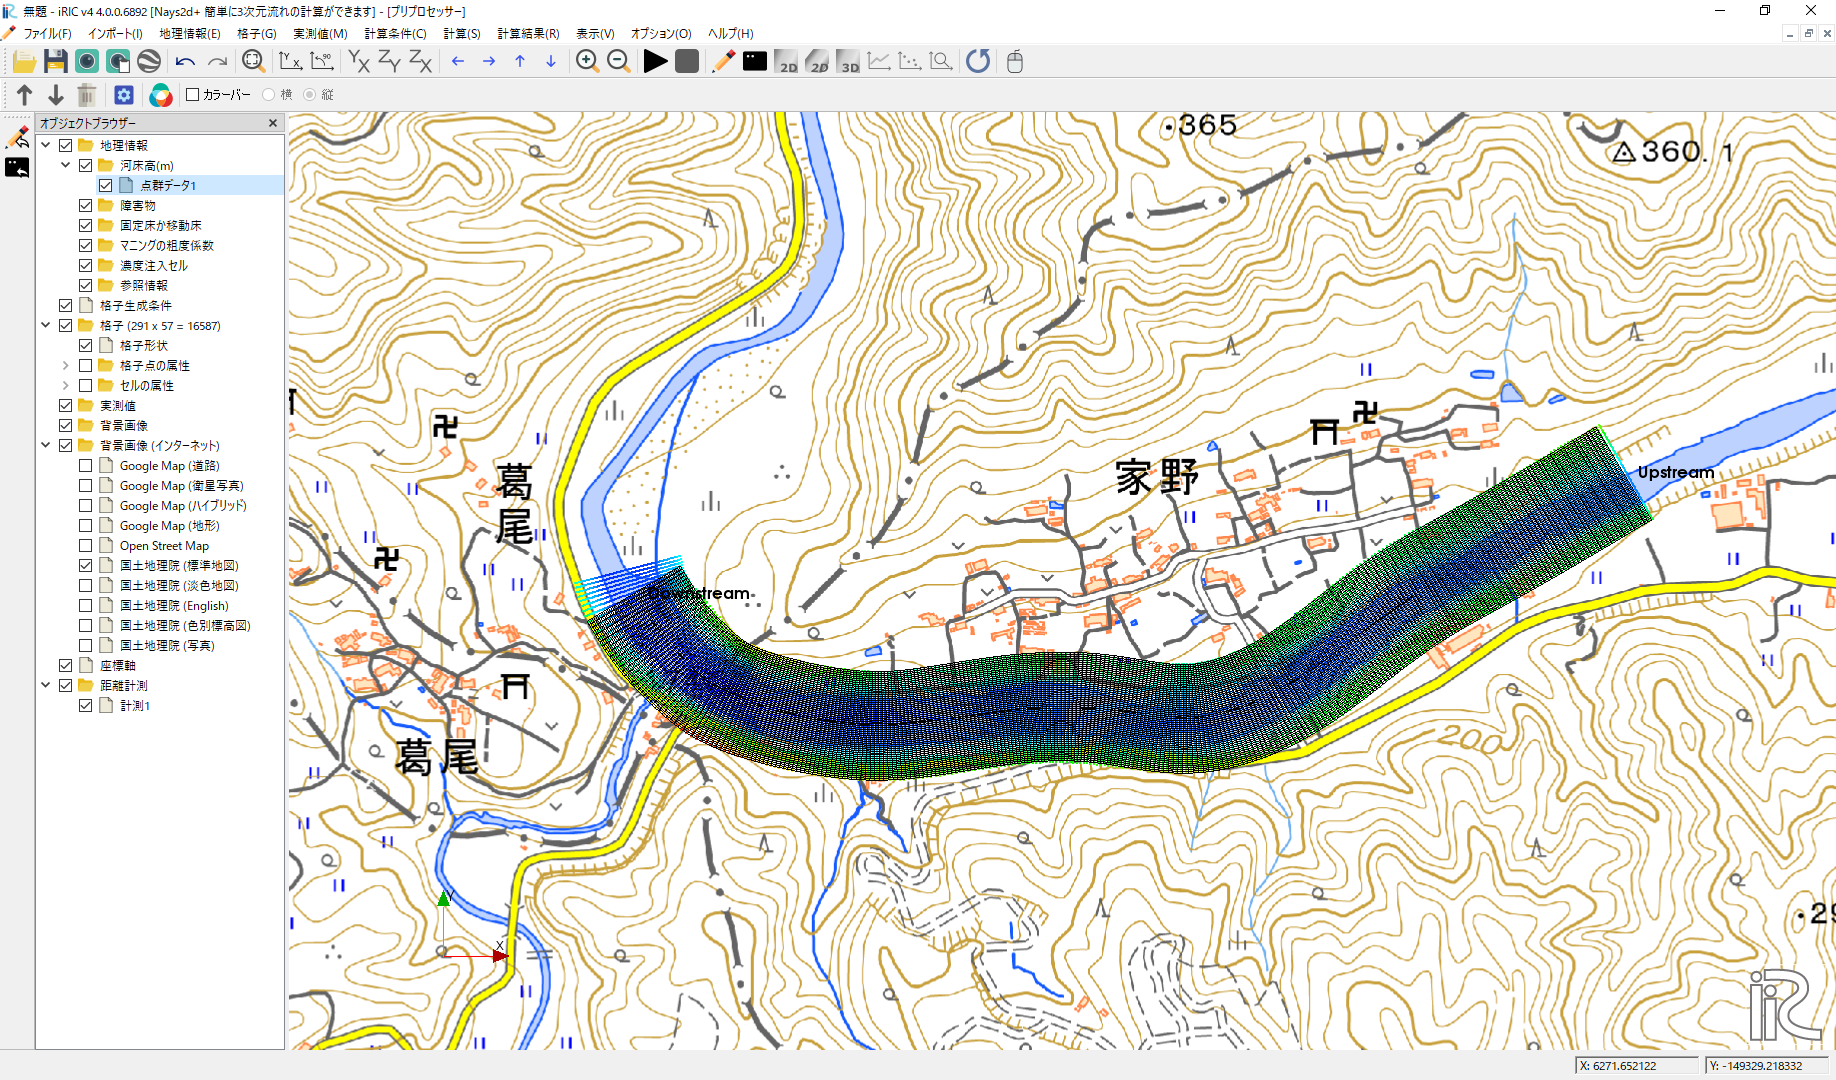 無題 - iRIC v4 4.0.0.6892 [Nays2d+ 簡単に3次元流れの計算ができます] - [プリプロセッサー]
ファイル(F) インポート(I) 地理情報(E) 格子(G) 実測値(M) 計算条件(C) 計算(S) 計算結果(R) 表示(V) オプション(O) ヘルプ(H)
2D 2D 3D
カラーバー 横 縦
オブジェクトブラウザー
地理情報
河床高(m)
点群データ1
障害物
固定床か移動床
マニングの粗度係数
濃度注入セル
参照情報
格子生成条件
格子 (291 x 57 = 16587)
格子形状
格子点の属性
セルの属性
実測値
背景画像
背景画像 (インターネット)
Google Map (道路)
Google Map (衛星写真)
Google Map (ハイブリッド)
Google Map (地形)
Open Street Map
国土地理院 (標準地図)
国土地理院 (淡色地図)
国土地理院 (English)
国土地理院 (色別標高図)
国土地理院 (写真)
座標軸
距離計測
計測1
365
360.1
葛尾
家野
Upstream
Downstream
葛尾
200
Y
X
29
iRIC
X: 6271.652122
Y: -149329.218332